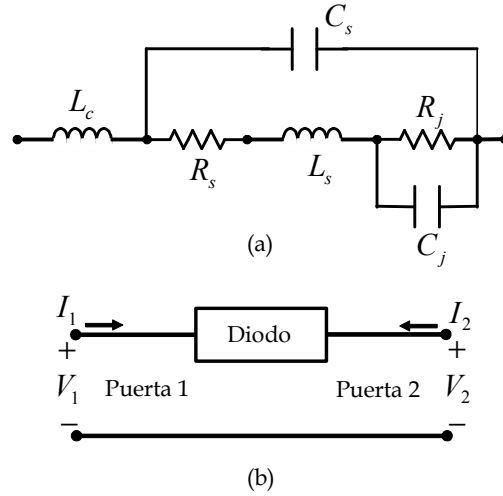 C_s
L_c
R_j
R_s
L_s
C_j
(a)
I_1
Diodo
I_2
+
+
V_1
Puerta 1
Puerta 2
V_2
−
−
(b)